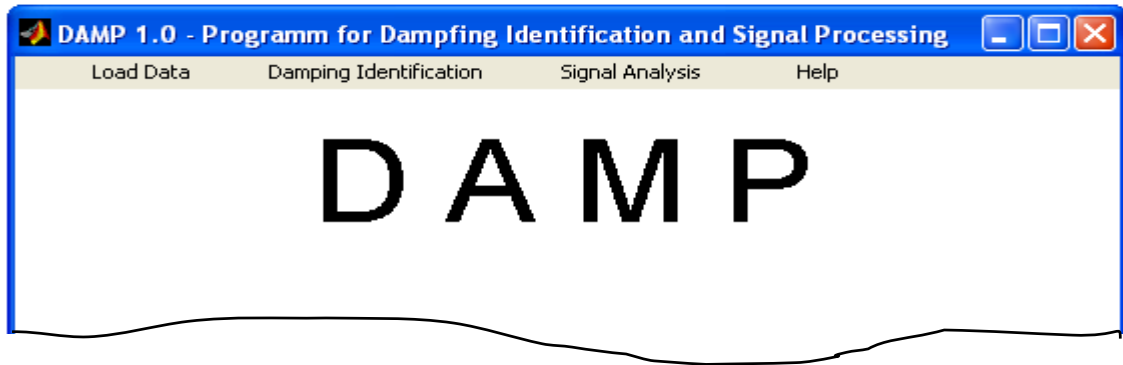 DAMP 1.0 - Programm for Dampfing Identification and Signal Processing
Load Data Damping Identification Signal Analysis Help
D A M P